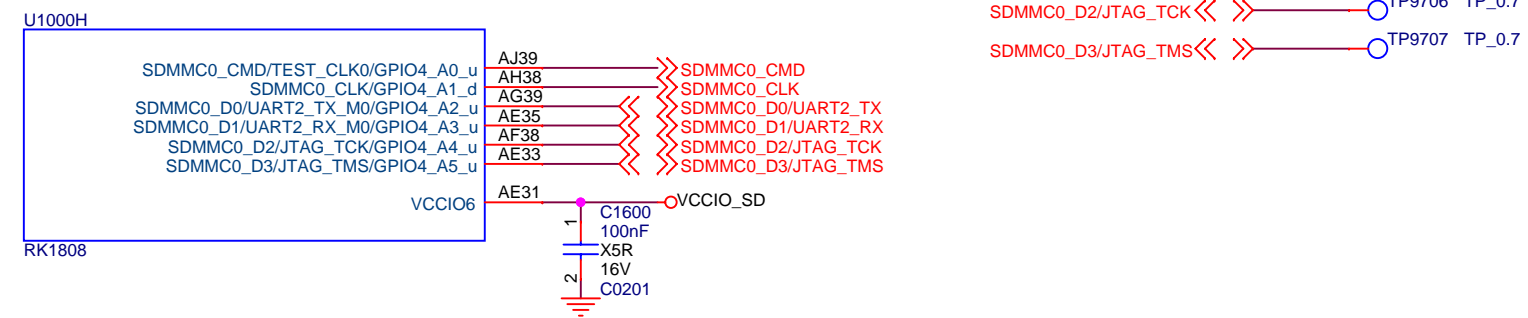 SDMMC0_D2/JTAG_TCK TP9706 TP_0.7
SDMMC0_D3/JTAG_TMS TP9707 TP_0.7
U1000H
SDMMC0_CMD/TEST_CLK0/GPIO4_A0_u AJ39 SDMMC0_CMD
SDMMC0_CLK/GPIO4_A1_d AH38 SDMMC0_CLK
SDMMC0_D0/UART2_TX_M0/GPIO4_A2_u AG39 SDMMC0_D0/UART2_TX
SDMMC0_D1/UART2_RX_M0/GPIO4_A3_u AE35 SDMMC0_D1/UART2_RX
SDMMC0_D2/JTAG_TCK/GPIO4_A4_u AF38 SDMMC0_D2/JTAG_TCK
SDMMC0_D3/JTAG_TMS/GPIO4_A5_u AE33 SDMMC0_D3/JTAG_TMS
VCCIO6 AE31 VCCIO_SD
RK1808
1
2
C1600
100nF
X5R
16V
C0201